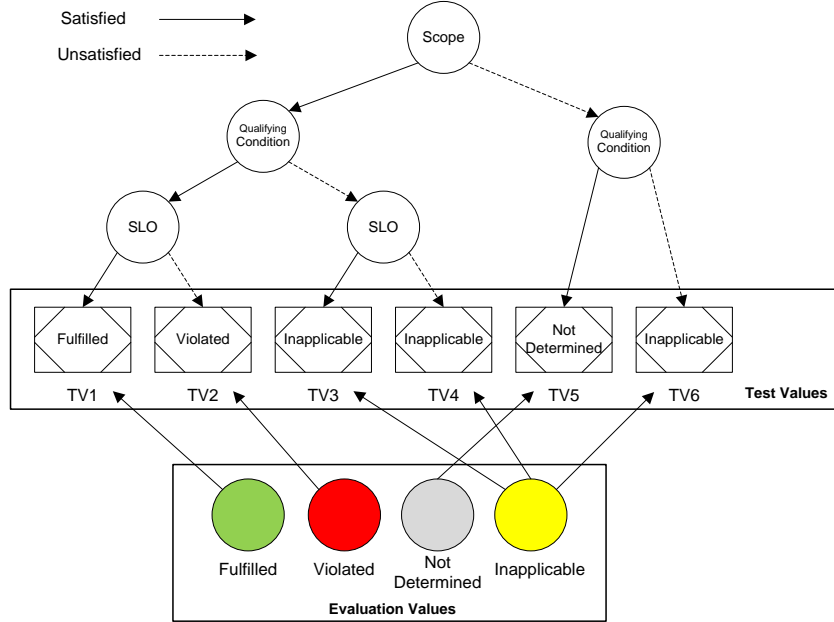 Satisfied
Unsatisfied
Scope
Qualifying
Condition
Qualifying
Condition
SLO
SLO
Fulfilled
Violated
Inapplicable
Inapplicable
Not
Determined
Inapplicable
TV1
TV2
TV3
TV4
TV5
TV6
Test Values
Fulfilled
Violated
Not
Determined
Inapplicable
Evaluation Values